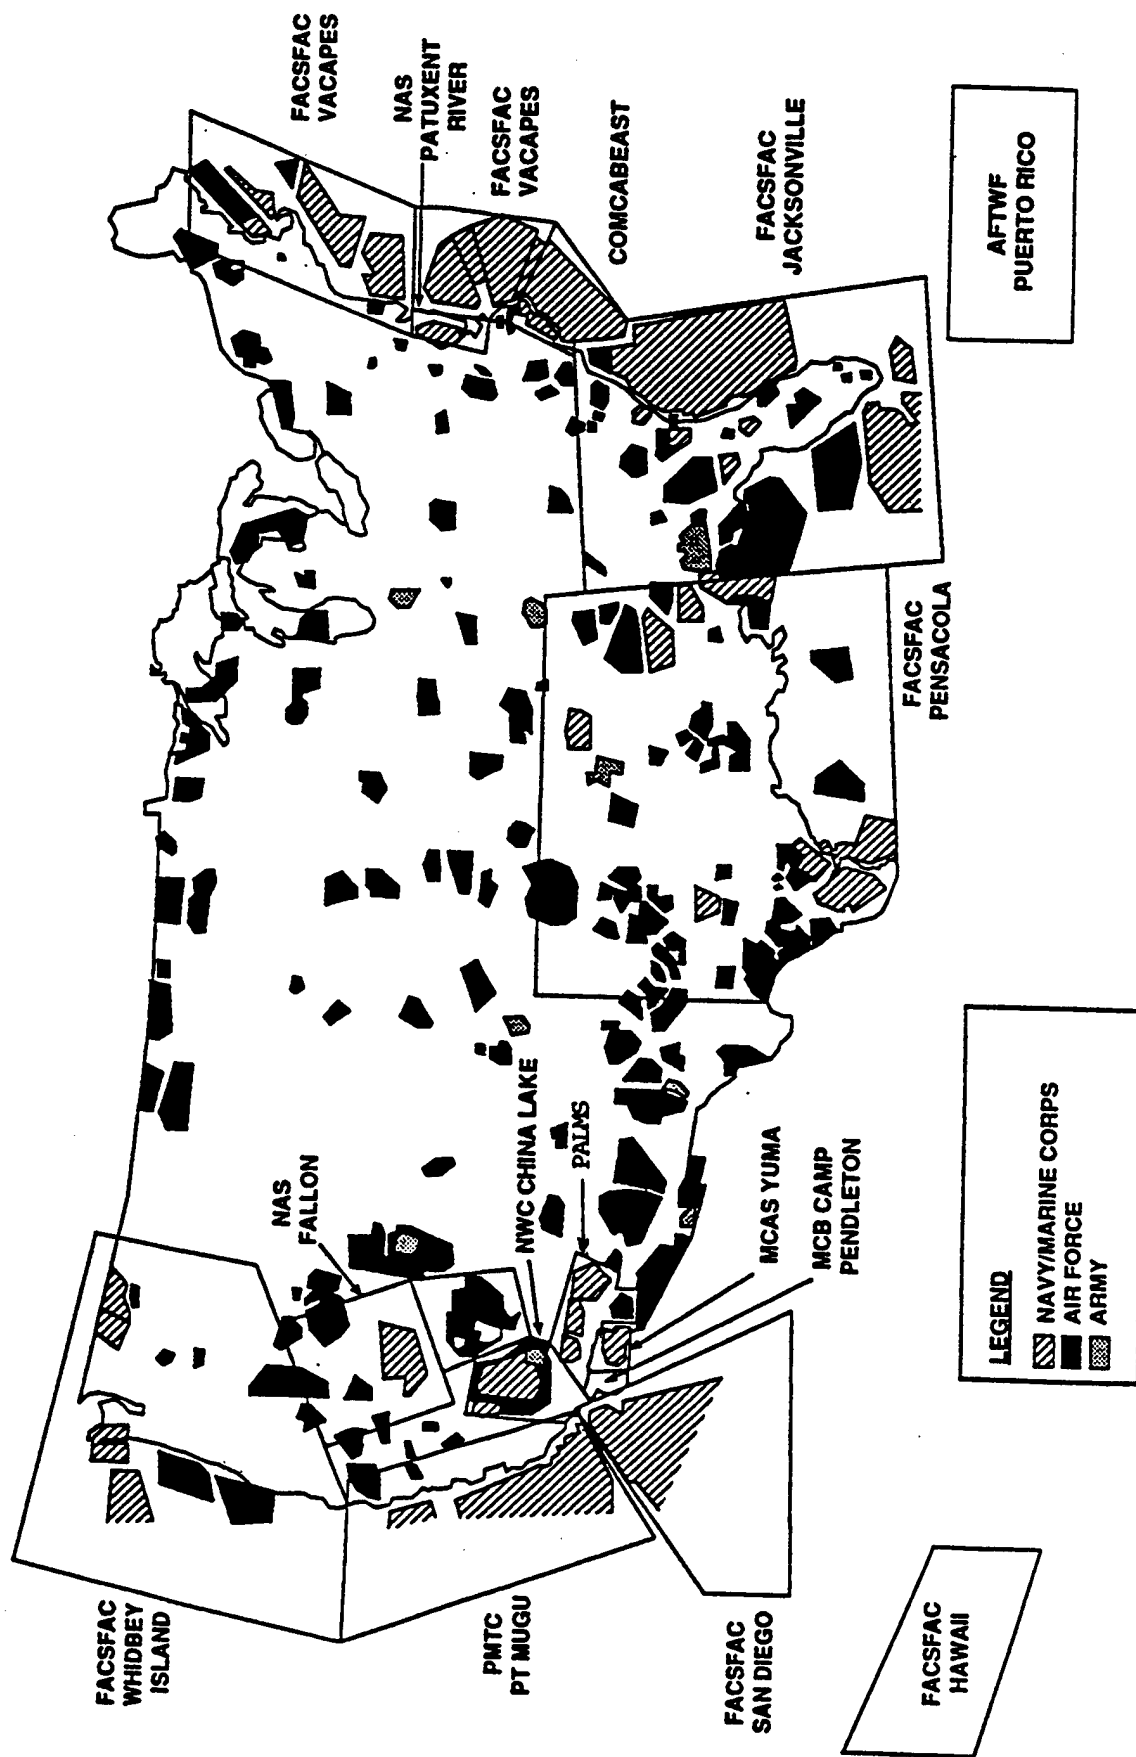 FACSFAC
VACAPES
NAS
PATUXENT
RIVER
FACSFAC
VACAPES
COMCABEAST
FACSFAC
JACKSONVILLE
AFTWF
PUERTO RICO
FACSFAC
PENSACOLA
NAS
FALLON
NWC CHINA LAKE
PALMS
MCAS YUMA
MCB CAMP
PENDLETON
FACSFAC
WHIDBEY
ISLAND
PMTC
PT MUGU
FACSFAC
SAN DIEGO
FACSFAC
HAWAII
LEGEND
NAVY/MARINE CORPS
AIR FORCE
ARMY